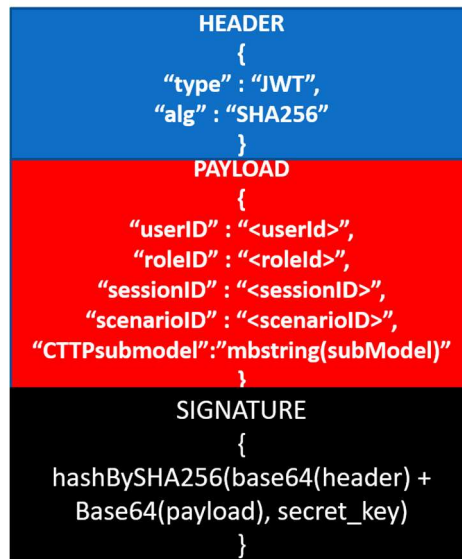 HEADER
{
“type” : “JWT”,
“alg” : “SHA256”
}
PAYLOAD
{
“userID” : “<userId>”,
“roleID” : “<roleId>”,
“sessionID” : “<sessionID>”,
“scenarioID” : “<scenarioID>”,
“CTTPsubmodel”:”mbstring(subModel)”
}
SIGNATURE
{
hashBySHA256(base64(header) +
Base64(payload), secret_key)
}